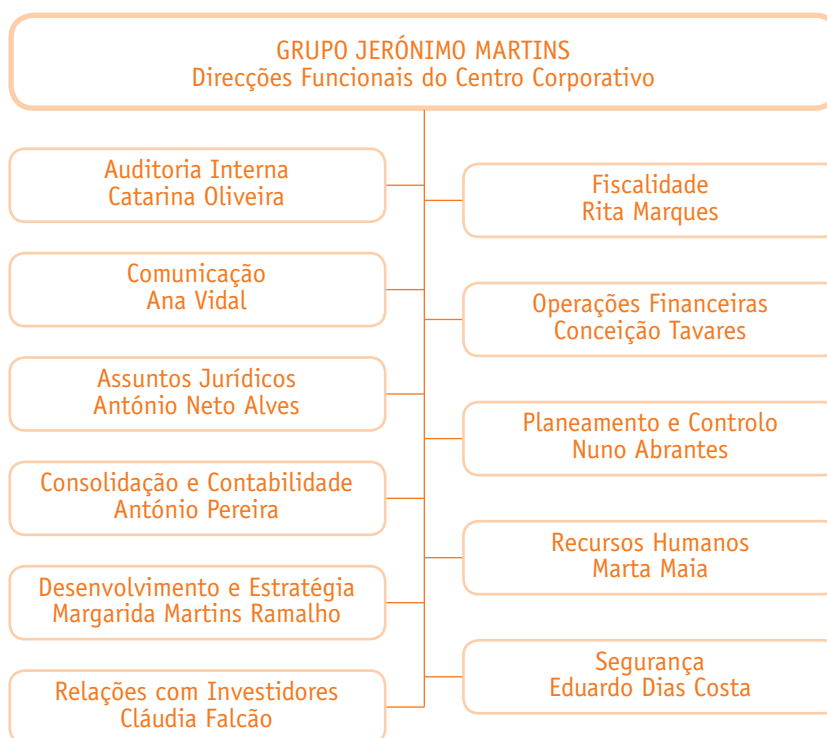 GRUPO JERÓNIMO MARTINS
Direcções Funcionais do Centro Corporativo
Auditoria Interna
Catarina Oliveira
Comunicação
Ana Vidal
Assuntos Jurídicos
António Neto Alves
Consolidação e Contabilidade
António Pereira
Desenvolvimento e Estratégia
Margarida Martins Ramalho
Relações com Investidores
Cláudia Falcão
Fiscalidade
Rita Marques
Operações Financeiras
Conceição Tavares
Planeamento e Controlo
Nuno Abrantes
Recursos Humanos
Marta Maia
Segurança
Eduardo Dias Costa